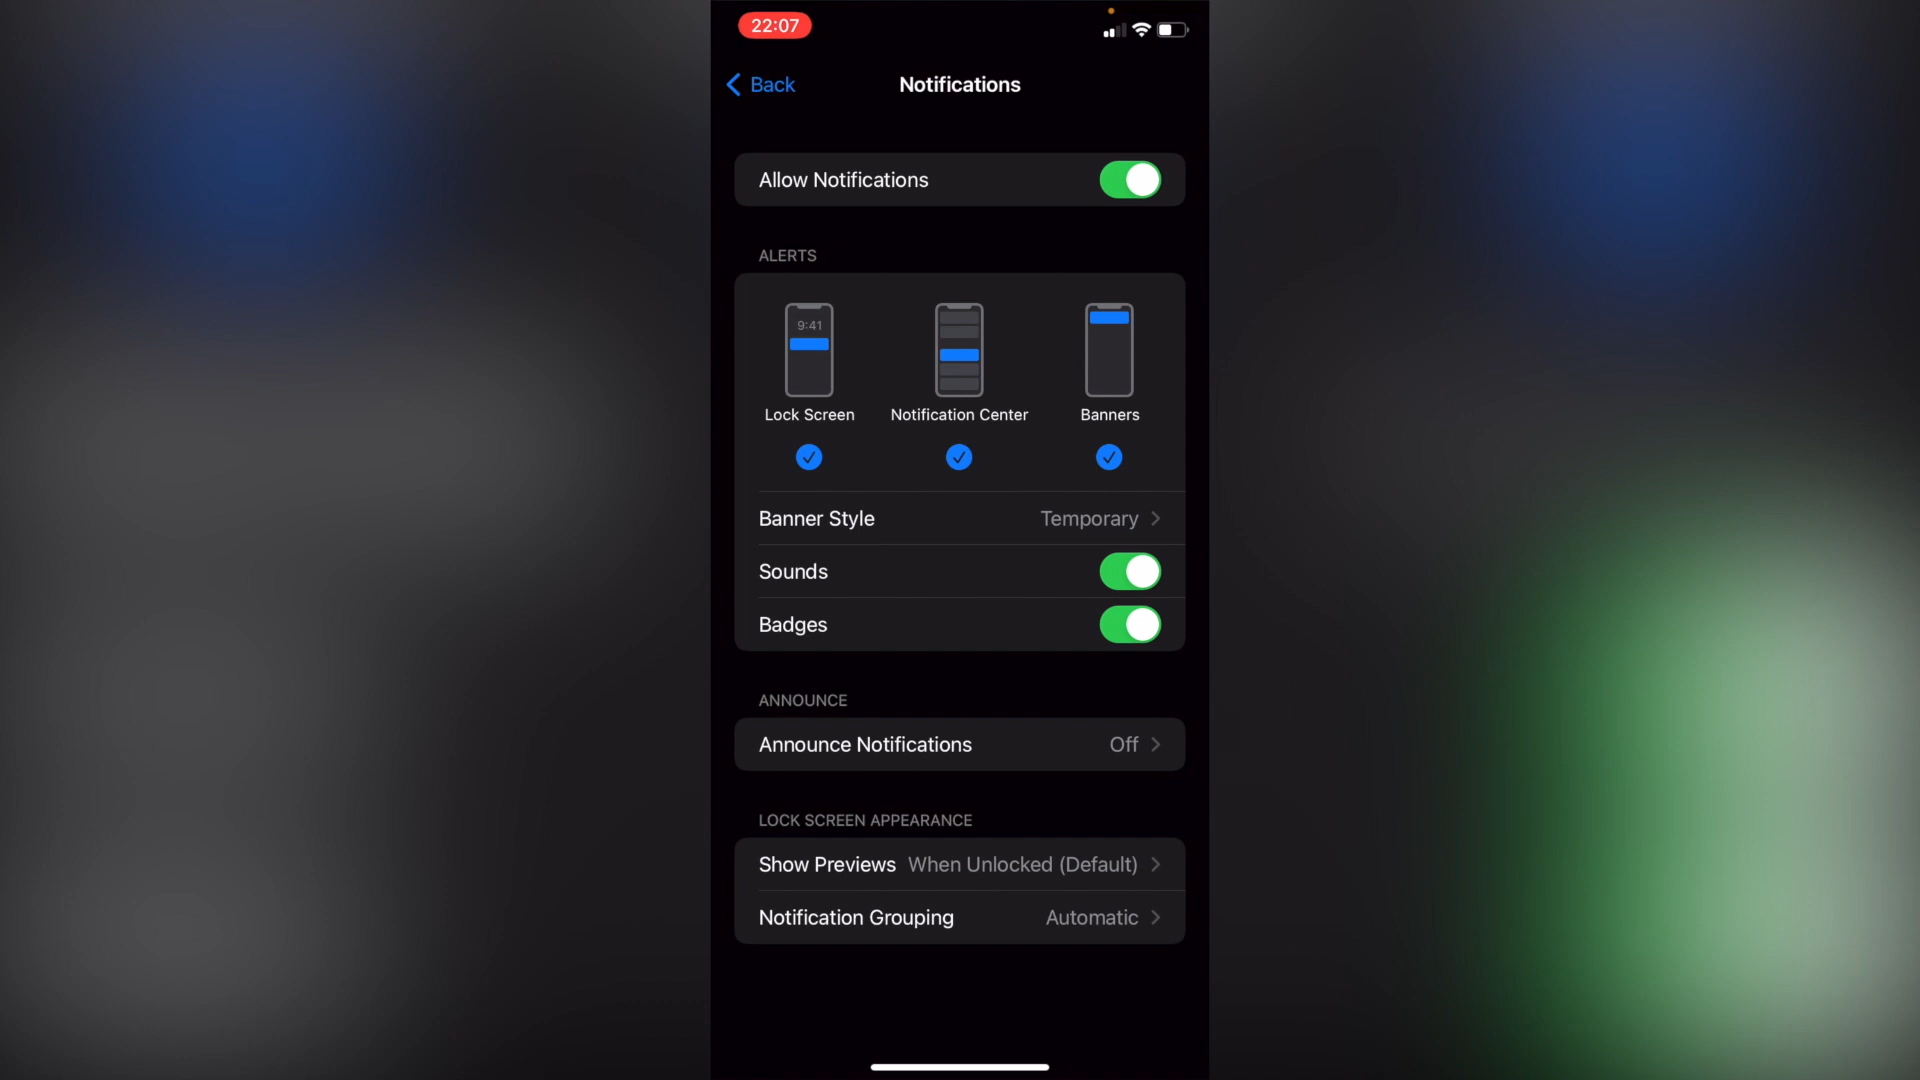 22:07
Back
Notifications
Allow Notifications
ALERTS
9:41
Lock Screen
Notification Center
Banners
Banner Style
Temporary
Sounds
Badges
ANNOUNCE
Announce Notifications
Off
LOCK SCREEN APPEARANCE
Show Previews
When Unlocked (Default)
Notification Grouping
Automatic